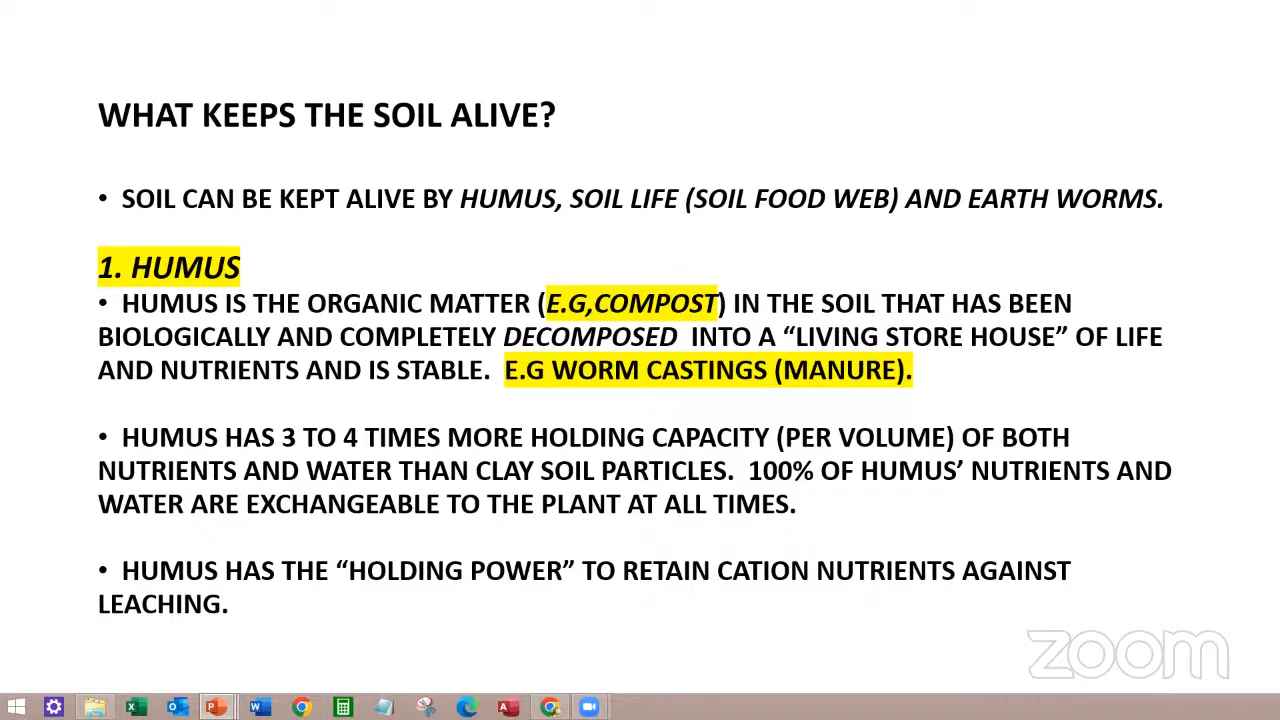 WHAT KEEPS THE SOIL ALIVE?
• SOIL CAN BE KEPT ALIVE BY HUMUS, SOIL LIFE (SOIL FOOD WEB) AND EARTH WORMS.
1. HUMUS
• HUMUS IS THE ORGANIC MATTER (E.G,COMPOST) IN THE SOIL THAT HAS BEEN
BIOLOGICALLY AND COMPLETELY DECOMPOSED INTO A “LIVING STORE HOUSE” OF LIFE
AND NUTRIENTS AND IS STABLE. E.G WORM CASTINGS (MANURE).
• HUMUS HAS 3 TO 4 TIMES MORE HOLDING CAPACITY (PER VOLUME) OF BOTH
NUTRIENTS AND WATER THAN CLAY SOIL PARTICLES. 100% OF HUMUS’ NUTRIENTS AND
WATER ARE EXCHANGEABLE TO THE PLANT AT ALL TIMES.
• HUMUS HAS THE “HOLDING POWER” TO RETAIN CATION NUTRIENTS AGAINST
LEACHING.
zoom